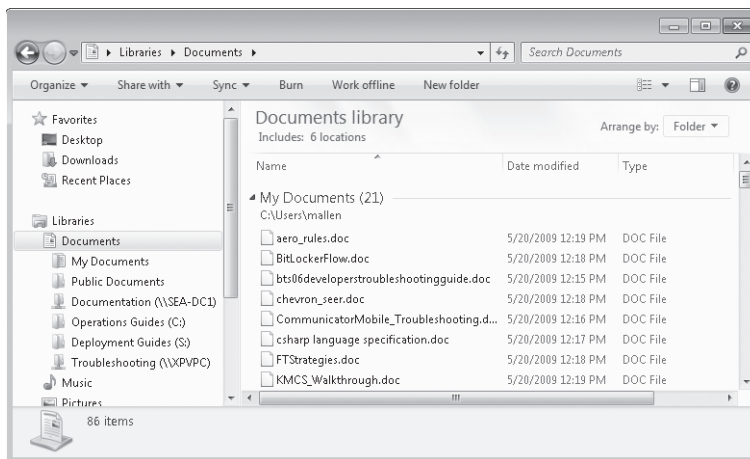 Libraries Documents
Search Documents
Organize Share with Sync Burn Work offline New folder
Favorites
Desktop
Downloads
Recent Places
Libraries
Documents
My Documents
Public Documents
Documentation (\\SEA-DC1)
Operations Guides (C:)
Deployment Guides (S:)
Troubleshooting (\\XPVPC)
Music
Pictures
Documents library
Includes: 6 locations
Arrange by: Folder
Name Date modified Type
My Documents (21)
C:\Users\mallen
aero_rules.doc 5/20/2009 12:19 PM DOC File
BitLockerFlow.doc 5/20/2009 12:18 PM DOC File
bts06developerstroubleshootingguide.doc 5/20/2009 12:15 PM DOC File
chevron_seer.doc 5/20/2009 12:18 PM DOC File
CommunicatorMobile_Troubleshooting.d... 5/20/2009 12:16 PM DOC File
csharp language specification.doc 5/20/2009 12:17 PM DOC File
FTStrategies.doc 5/20/2009 12:18 PM DOC File
KMCS_Walkthrough.doc 5/20/2009 12:19 PM DOC File
86 items